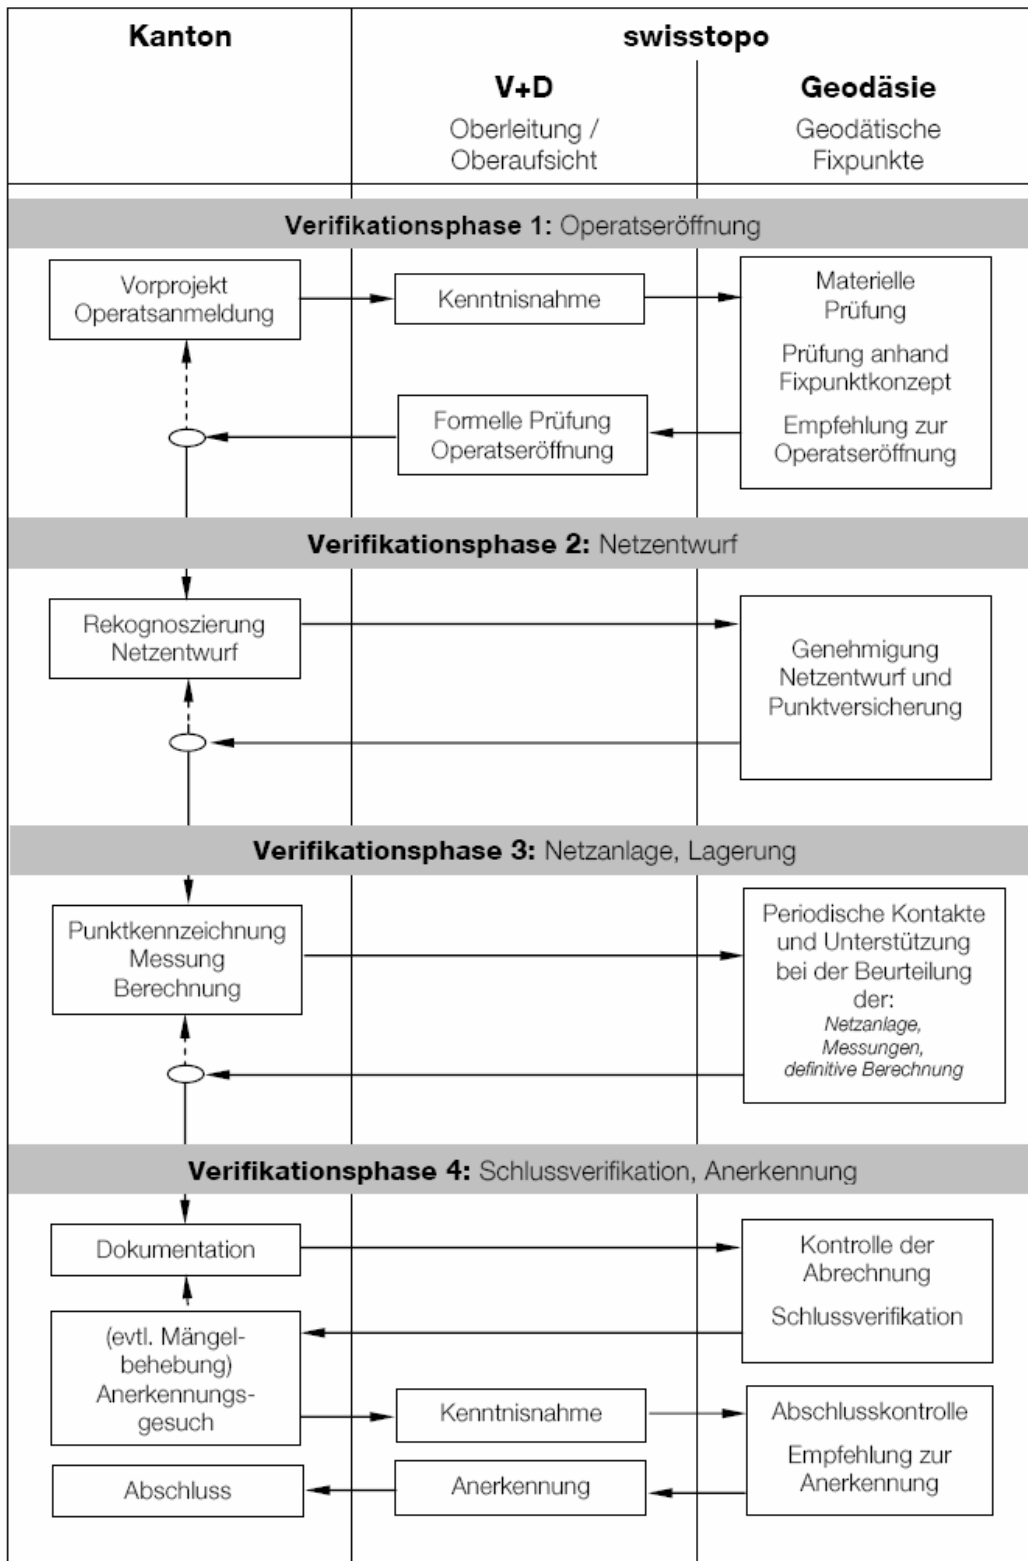 Kanton
swisstopo
V+D
Oberleitung /
Oberaufsicht
Geodäsie
Geodätische
Fixpunkte
Verifikationsphase 1: Operatseröffnung
Vorprojekt
Operatsanmeldung
Kenntnisnahme
Materielle
Prüfung
Prüfung anhand
Fixpunktkonzept
Empfehlung zur
Operatseröffnung
Formelle Prüfung
Operatseröffnung
Verifikationsphase 2: Netzentwurf
Rekognoszierung
Netzentwurf
Genehmigung
Netzentwurf und
Punktversicherung
Verifikationsphase 3: Netzanlage, Lagerung
Punktkennzeichnung
Messung
Berechnung
Periodische Kontakte
und Unterstützung
bei der Beurteilung
der:
Netzanlage,
Messungen,
definitive Berechnung
Verifikationsphase 4: Schlussverifikation, Anerkennung
Dokumentation
Kontrolle der
Abrechnung
Schlussverifikation
(evtl. Mängel-
behebung)
Anerkennungs-
gesuch
Kenntnisnahme
Abschlusskontrolle
Empfehlung zur
Anerkennung
Anerkennung
Abschluss